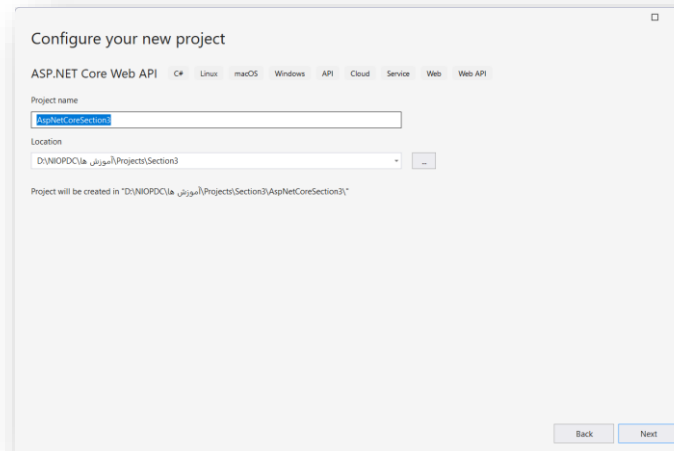 Configure your new project
ASP.NET Core Web API C# Linux macOS Windows API Cloud Service Web Web API
Project name
AspNetCoreSection3
Location
D:\NIOPDC\آموزش ها\Projects\Section3
...
Project will be created in "D:\NIOPDC\آموزش ها\Projects\Section3\AspNetCoreSection3\"
Back Next